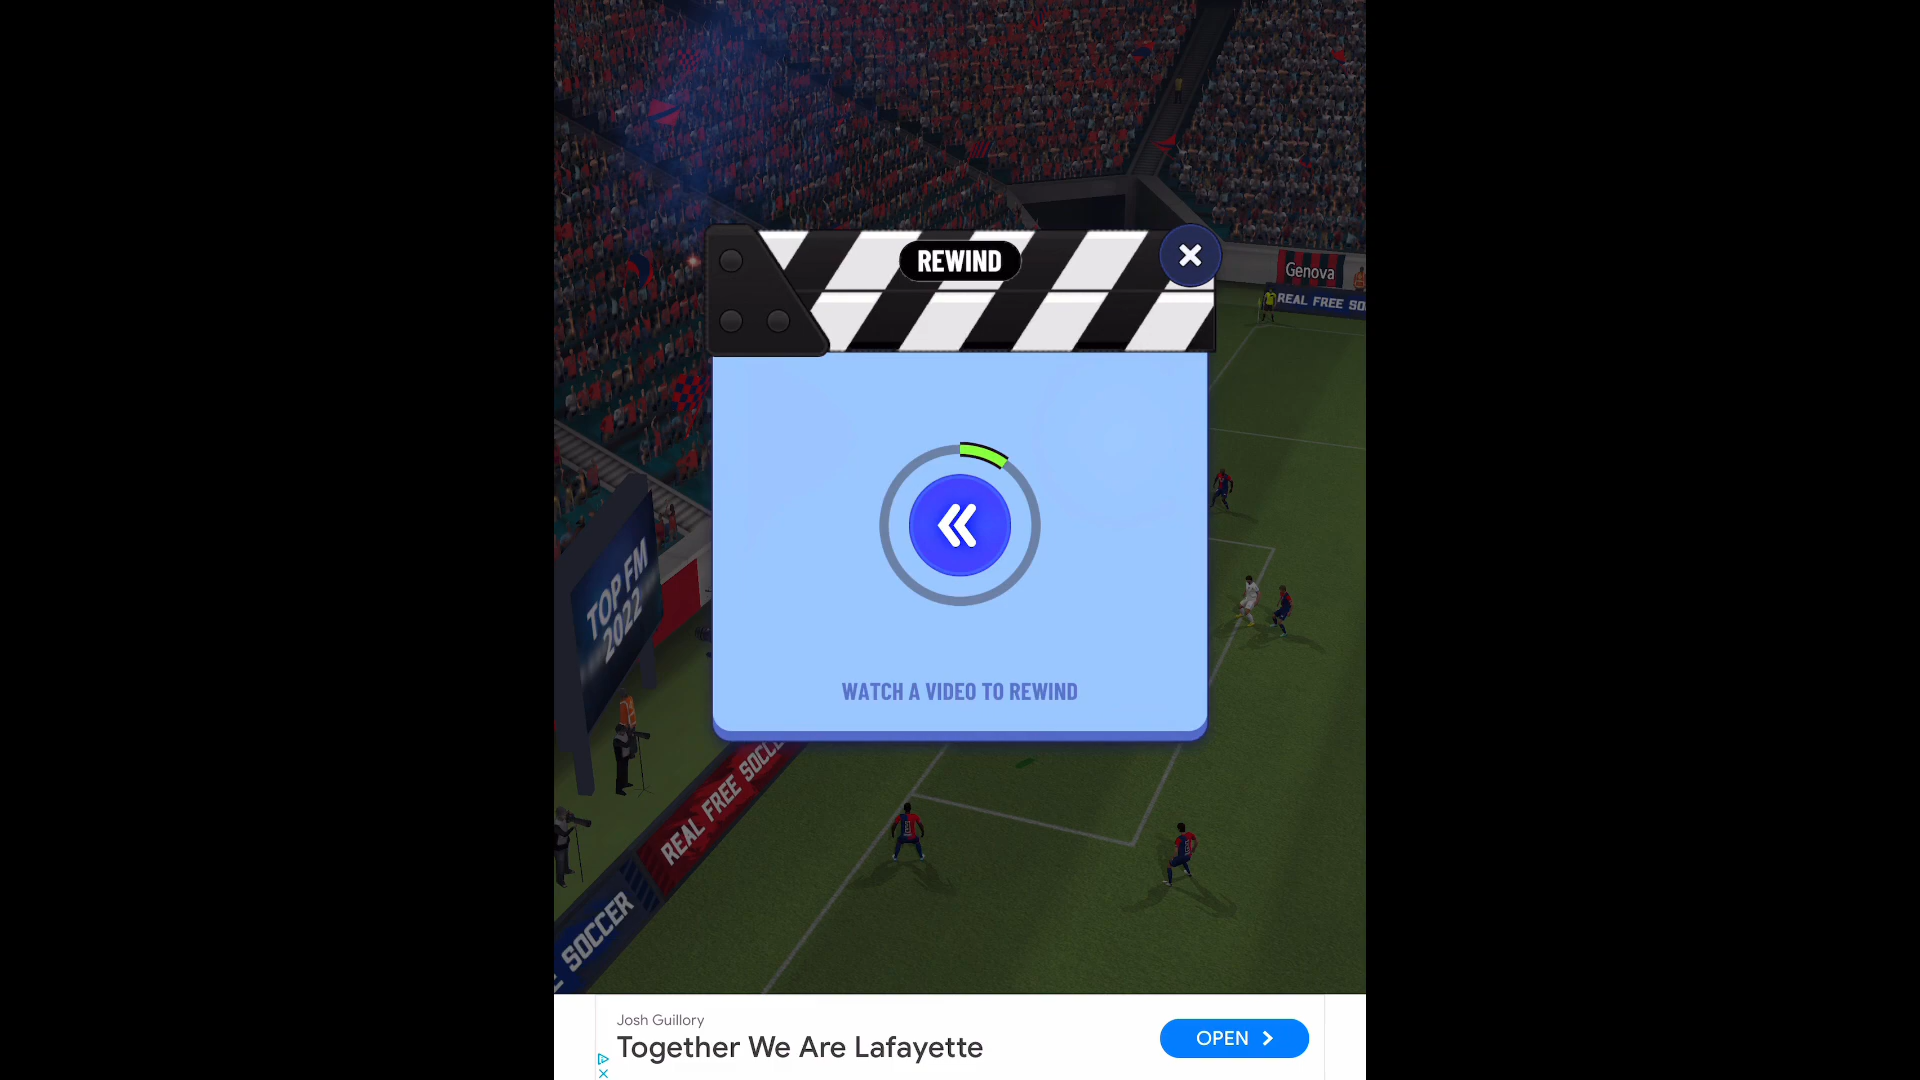 REWIND
Genova
REAL FREE SO
TOP FM
2022
WATCH A VIDEO TO REWIND
REAL FREE SOCCE
E SOCCER
Josh Guillory
Together We Are Lafayette
OPEN